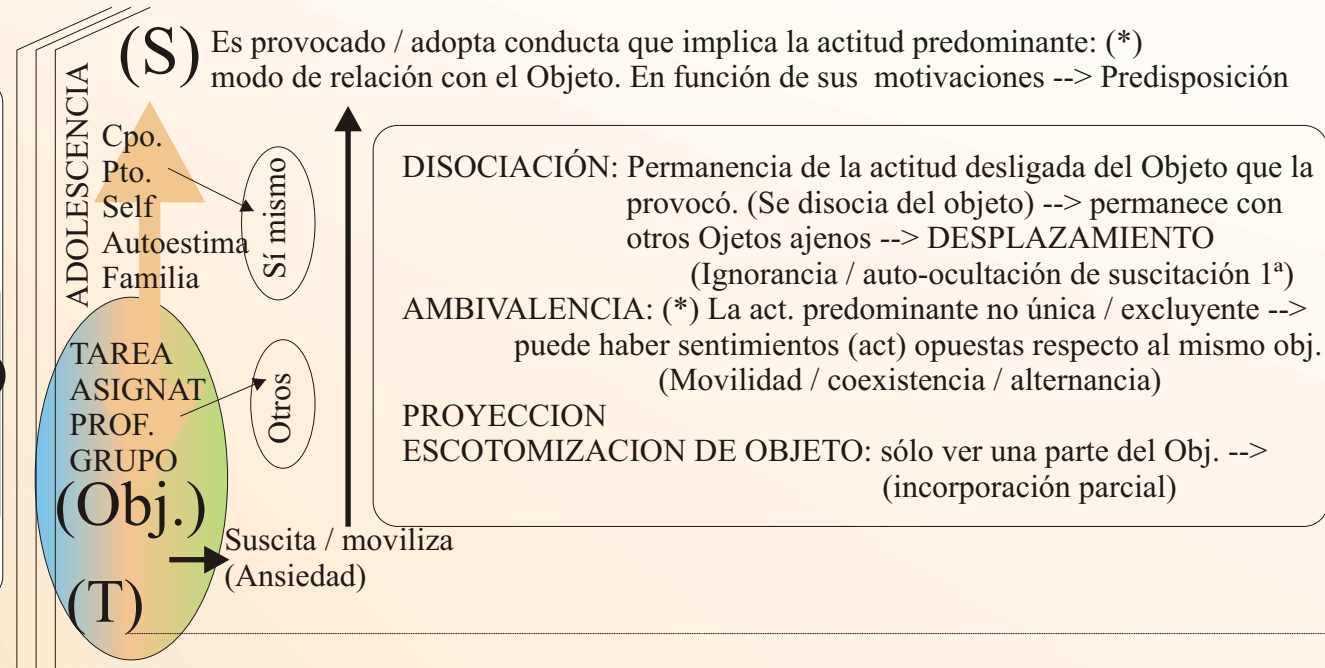 (S) Es provocado / adopta conducta que implica la actitud predominante: (*)
modo de relación con el Objeto. En función de sus motivaciones --> Predisposición
ADOLESCENCIA
Cpo.
Pto.
Self
Autoestima
Familia
Sí mismo
TAREA
ASIGNAT
PROF.
GRUPO
(Obj.)
(T)
Otros
Suscita / moviliza
(Ansiedad)
DISOCIACIÓN: Permanencia de la actitud desligada del Objeto que la
provocó. (Se disocia del objeto) --> permanece con
otros Ojetos ajenos --> DESPLAZAMIENTO
(Ignorancia / auto-ocultación de suscitación 1ª)
AMBIVALENCIA: (*) La act. predominante no única / excluyente -->
puede haber sentimientos (act) opuestas respecto al mismo obj.
(Movilidad / coexistencia / alternancia)
PROYECCION
ESCOTOMIZACION DE OBJETO: sólo ver una parte del Obj. -->
(incorporación parcial)